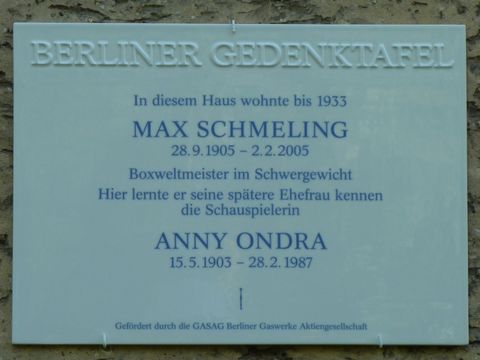 BERLINER GEDENKTAFEL
In diesem Haus wohnte bis 1933
MAX SCHMELING
28.9.1905 – 2.2.2005
Boxweltmeister im Schwergewicht
Hier lernte er seine spätere Ehefrau kennen
die Schauspielerin
ANNY ONDRA
15.5.1903 – 28.2.1987
Gefördert durch die GASAG Berliner Gaswerke Aktiengesellschaft